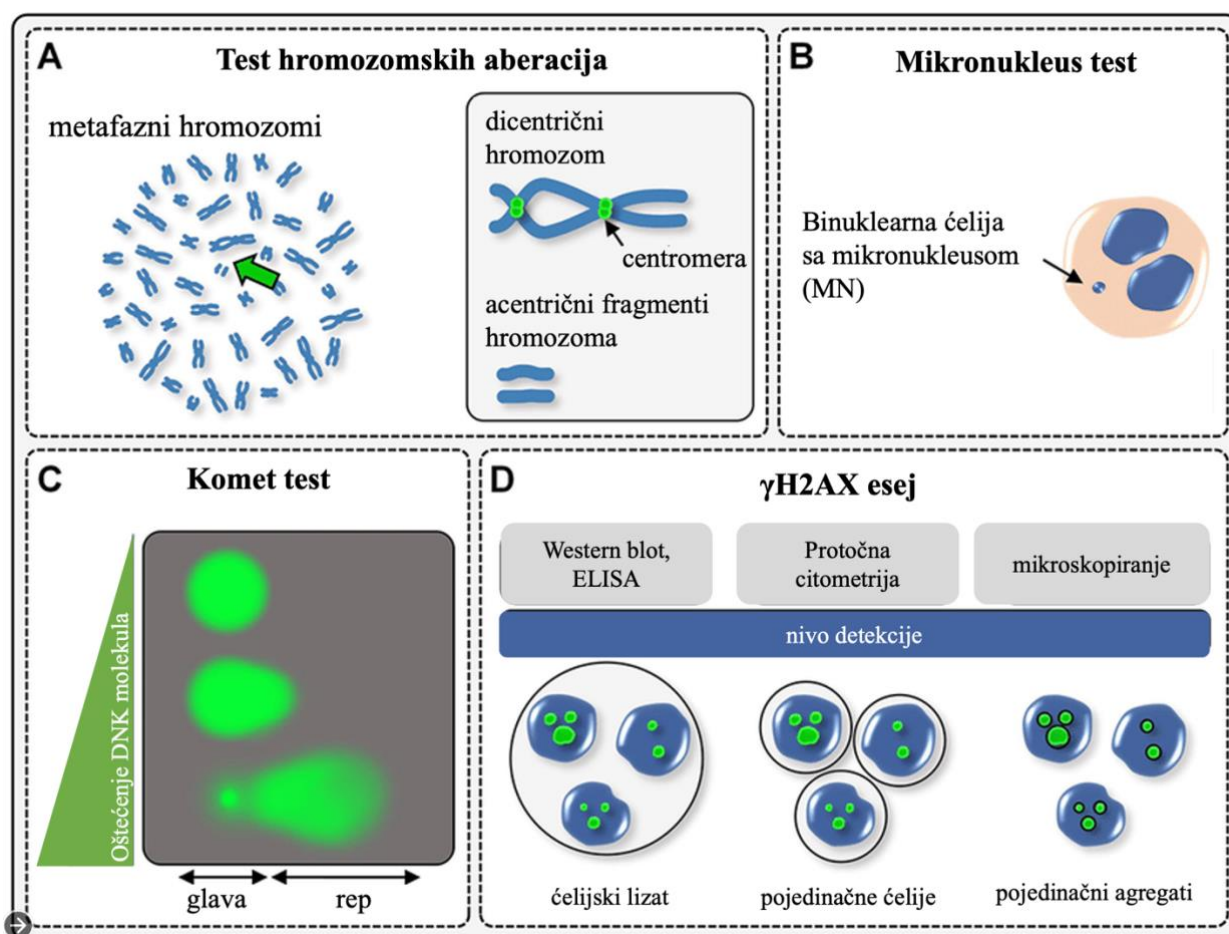 A
Test hromozomskih aberacija
metafazni hromozomi
dicentrični
hromozom
centromera
acentrični fragmenti
hromozoma
B
Mikronukleus test
Binuklearna ćelija
sa mikronukleusom
(MN)
C
Komet test
Oštećenje DNK molekula
glava
rep
D
γH2AX esej
Western blot,
ELISA
Protočna
citometrija
mikroskopiranje
nivo detekcije
ćelijski lizat
pojedinačne ćelije
pojedinačni agregati